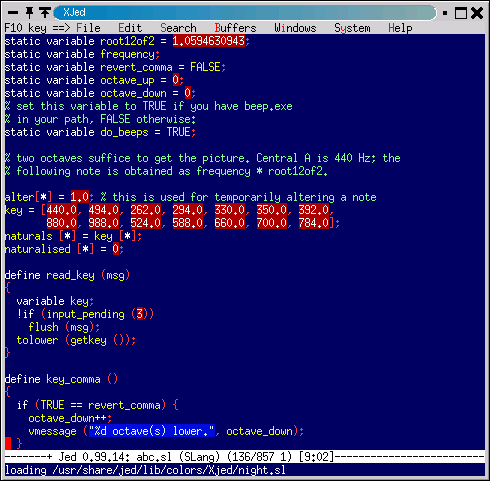 XJed
F10 key ==> File Edit Search Buffers Windows System Help
static variable root12of2 = 1.0594630943;
static variable frequency;
static variable revert_comma = FALSE;
static variable octave_up = 0;
static variable octave_down = 0;
% set this variable to TRUE if you have beep.exe
% in your path, FALSE otherwise:
static variable do_beeps = TRUE;
% two octaves suffice to get the picture. Central A is 440 Hz; the
% following note is obtained as frequency * root12of2.
alter[*] = 1.0; % this is used for temporarily altering a note
key = [440.0, 494.0, 262.0, 294.0, 330.0, 350.0, 392.0,
880.0, 988.0, 524.0, 588.0, 660.0, 700.0, 784.0];
naturals [*] = key [*];
naturalised [*] = 0;
define read_key (msg)
{
variable key;
!if (input_pending (3))
flush (msg);
tolower (getkey ());
}
define key_comma ()
{
if (TRUE == revert_comma) {
octave_down++;
vmessage ("%d octave(s) lower.", octave_down);
}
-------+ Jed 0.99.14: abc.sl (SLang) (136/857 1) [9:02]--------------------
loading /usr/share/jed/lib/colors/Xjed/night.sl